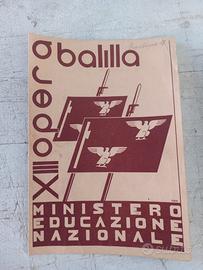 opera
balilla
XII
MINISTERO
EDUCAZIONE
NAZIONALE